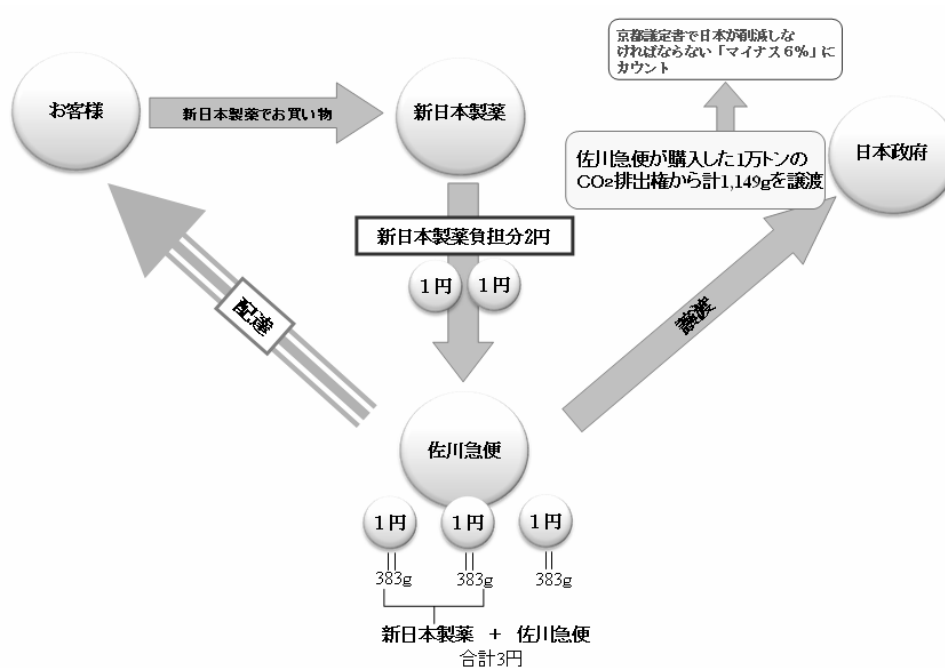 京都議定書で日本が削減しな
ければならない「マイナス6%」に
カウント
お客様
新日本製薬でお買い物
新日本製薬
佐川急便が購入した1万トンの
CO2排出権から計1,149gを譲渡
日本政府
新日本製薬負担分2円
1円
1円
配達
譲渡
佐川急便
1円
1円
1円
383g
383g
383g
新日本製薬 + 佐川急便
合計3円